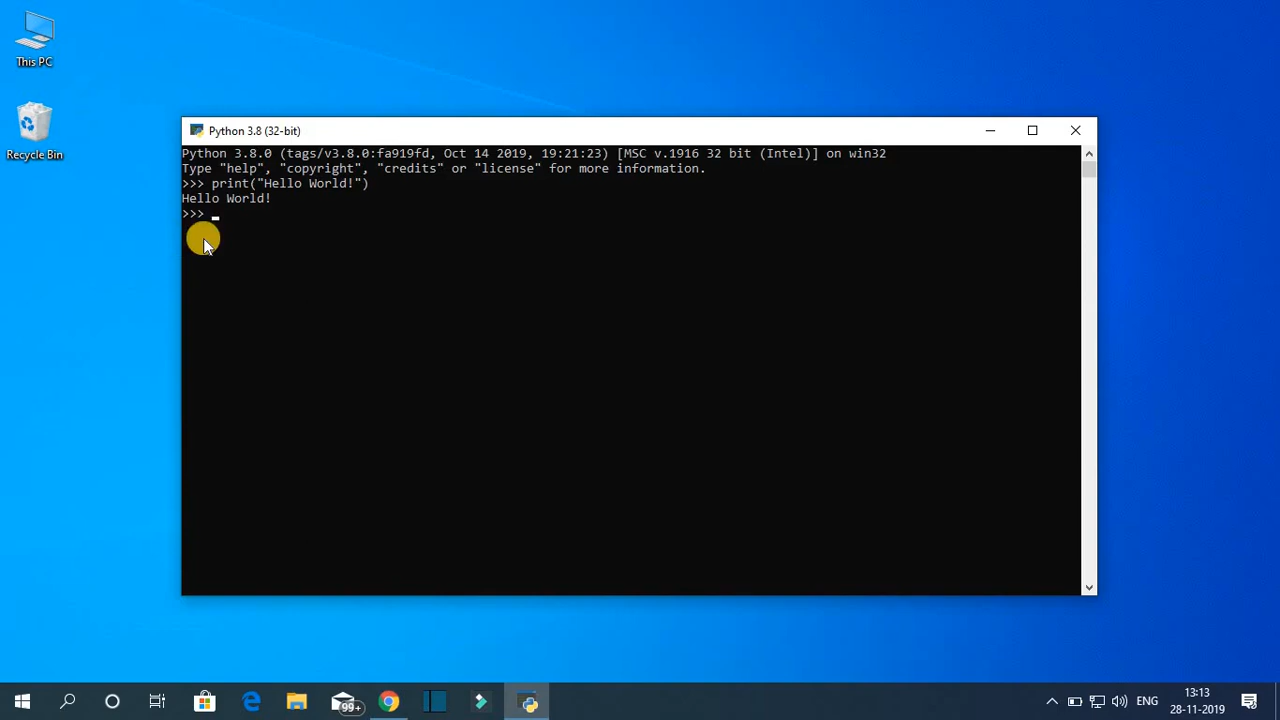 This PC
Recycle Bin
Python 3.8 (32-bit)
Python 3.8.0 (tags/v3.8.0:fa919fd, Oct 14 2019, 19:21:23) [MSC v.1916 32 bit (Intel)] on win32
Type "help", "copyright", "credits" or "license" for more information.
>>> print("Hello World!")
Hello World!
>>> _
99+
ENG
13:13
28-11-2019